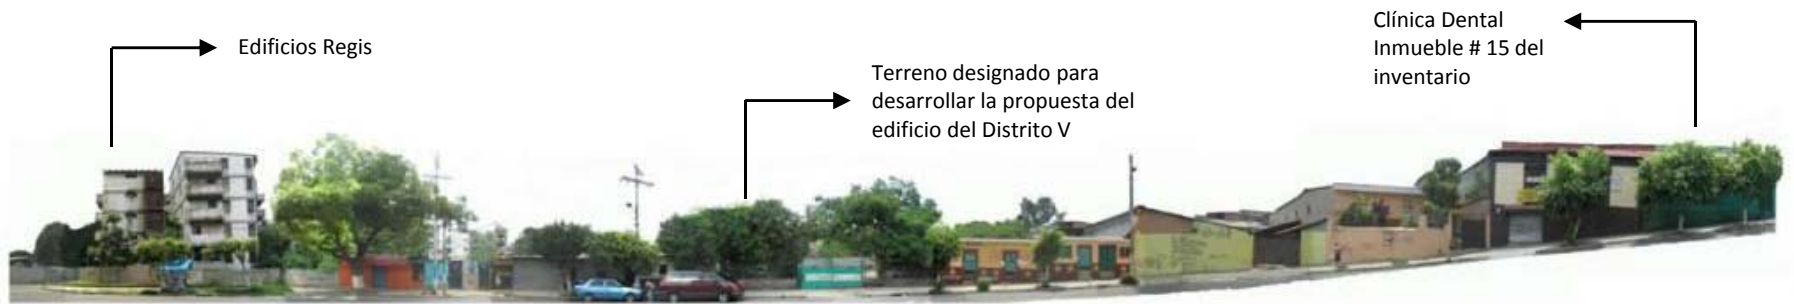 Edificios Regis
Terreno designado para
desarrollar la propuesta del
edificio del Distrito V
Clínica Dental
Inmueble # 15 del
inventario